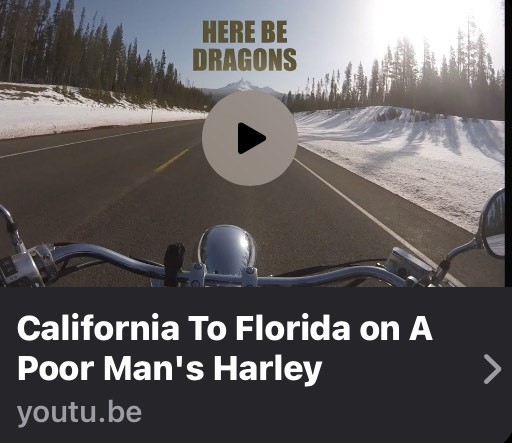 HERE BE
DRAGONS
California To Florida on A
Poor Man's Harley
youtu.be